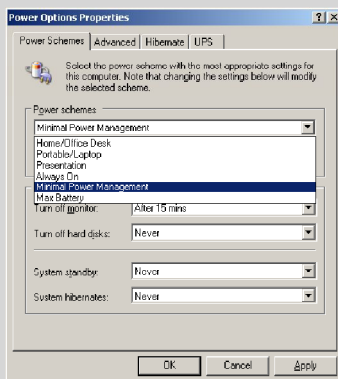 Power Options Properties
Power Schemes Advanced Hibernate UPS
Select the power scheme with the most appropriate settings for
this computer. Note that changing the settings below will modify
the selected scheme.
Power schemes
Minimal Power Management
Home/Office Desk
Portable/Laptop
Presentation
Always On
Minimal Power Management
Max Battery
Turn off monitor: After 15 mins
Turn off hard disks: Never
System standby: Never
System hibernates: Never
OK Cancel Apply